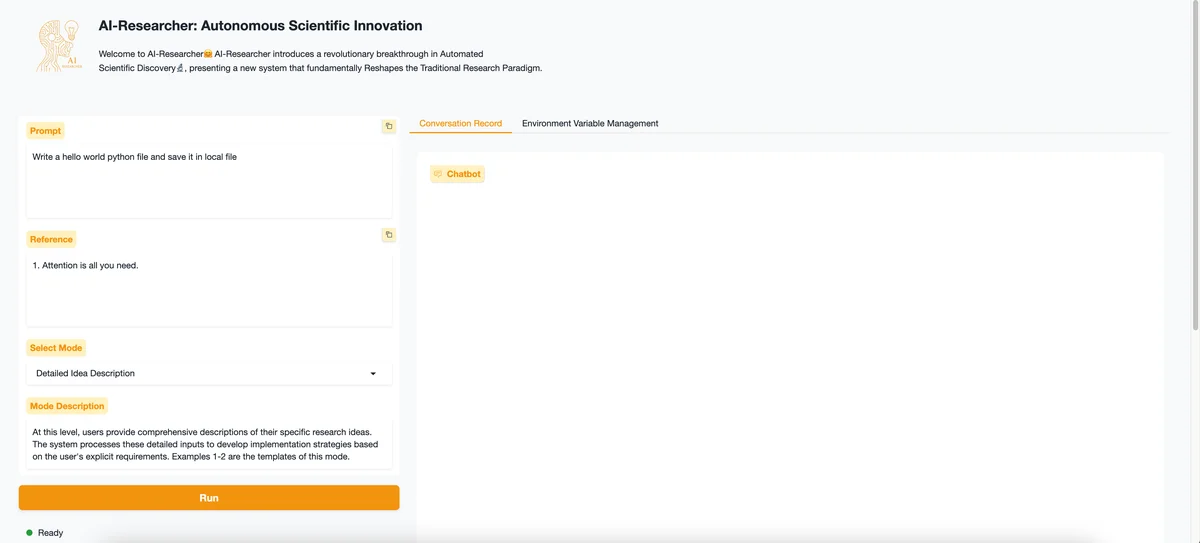 AI-Researcher: Autonomous Scientific Innovation
Welcome to AI-Researcher🤗 AI-Researcher introduces a revolutionary breakthrough in Automated
Scientific Discovery🔬, presenting a new system that fundamentally Reshapes the Traditional Research Paradigm.
AI
Prompt
Write a hello world python file and save it in local file
Reference
1. Attention is all you need.
Select Mode
Detailed Idea Description
Mode Description
At this level, users provide comprehensive descriptions of their specific research ideas.
The system processes these detailed inputs to develop implementation strategies based
on the user's explicit requirements. Examples 1-2 are the templates of this mode.
Run
Ready
Conversation Record
Environment Variable Management
Chatbot